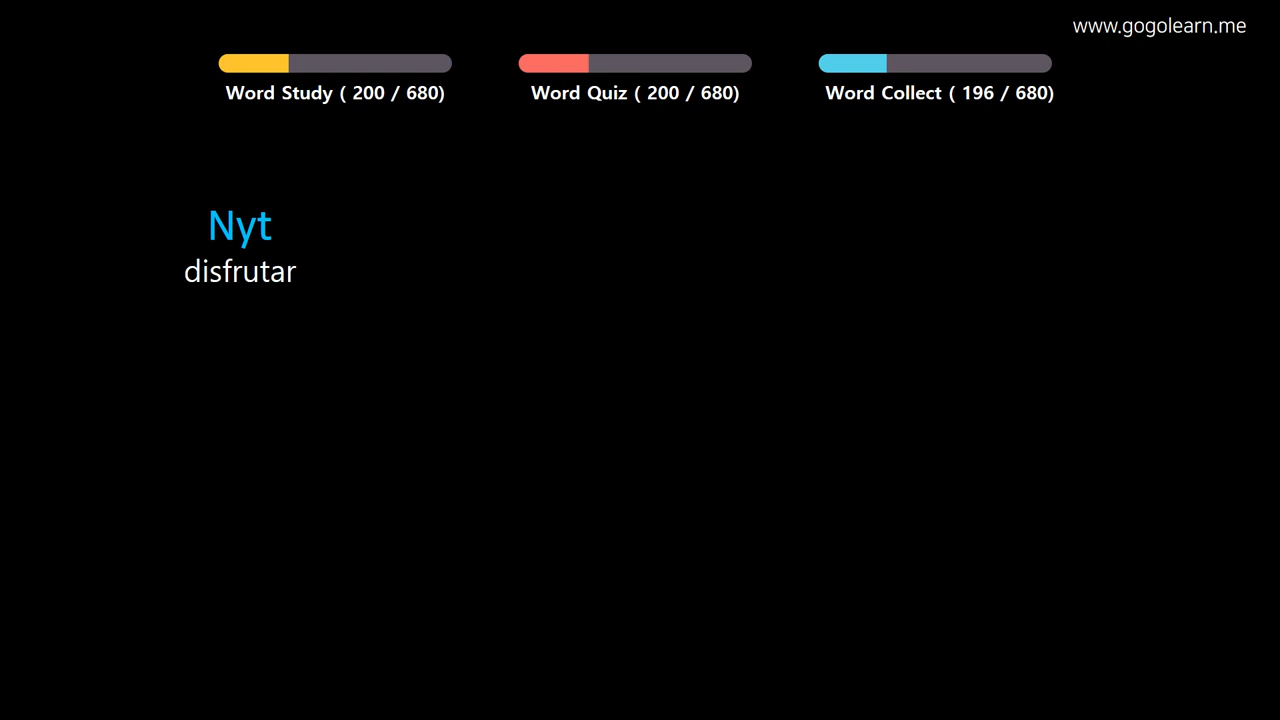 www.gogolearn.me
Word Study ( 200 / 680)
Word Quiz ( 200 / 680)
Word Collect ( 196 / 680)
Nyt
disfrutar